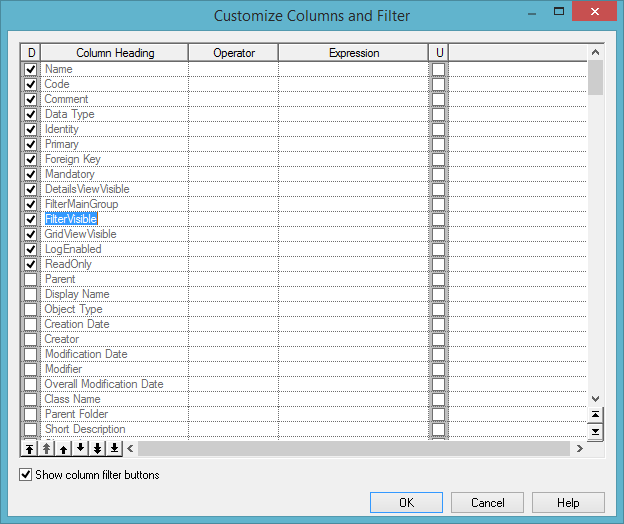 Customize Columns and Filter
D Column Heading Operator Expression U
Name
Code
Comment
Data Type
Identity
Primary
Foreign Key
Mandatory
DetailsViewVisible
FilterMainGroup
FilterVisible
GridViewVisible
LogEnabled
ReadOnly
Parent
Display Name
Object Type
Creation Date
Creator
Modification Date
Modifier
Overall Modification Date
Class Name
Parent Folder
Short Description
Show column filter buttons
OK Cancel Help